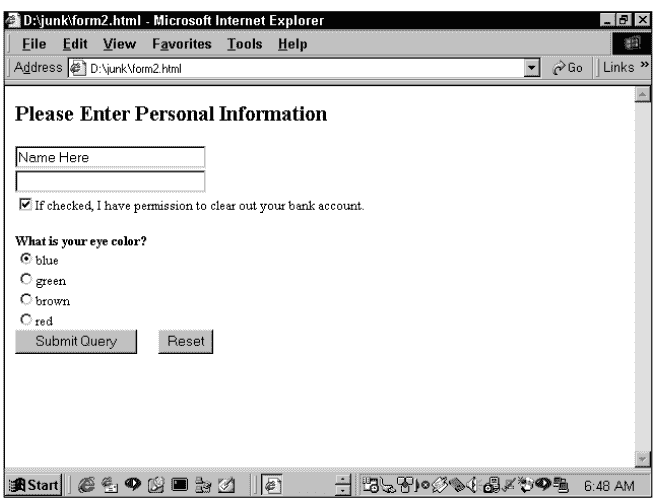 D:\junk\form2.html - Microsoft Internet Explorer
File Edit View Favorites Tools Help
Address D:\junk\form2.html Go Links »
Please Enter Personal Information
Name Here
If checked, I have permission to clear out your bank account.
What is your eye color?
blue
green
brown
red
Submit Query Reset
Start 6:48 AM